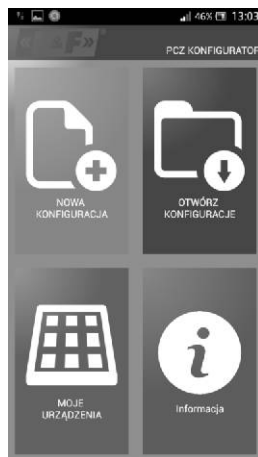 46% 13:03
«F»
PCZ KONFIGURATOR
NOWA
KONFIGURACJA
OTWÓRZ
KONFIGURACJE
MOJE
URZĄDZENIA
i
Informacja